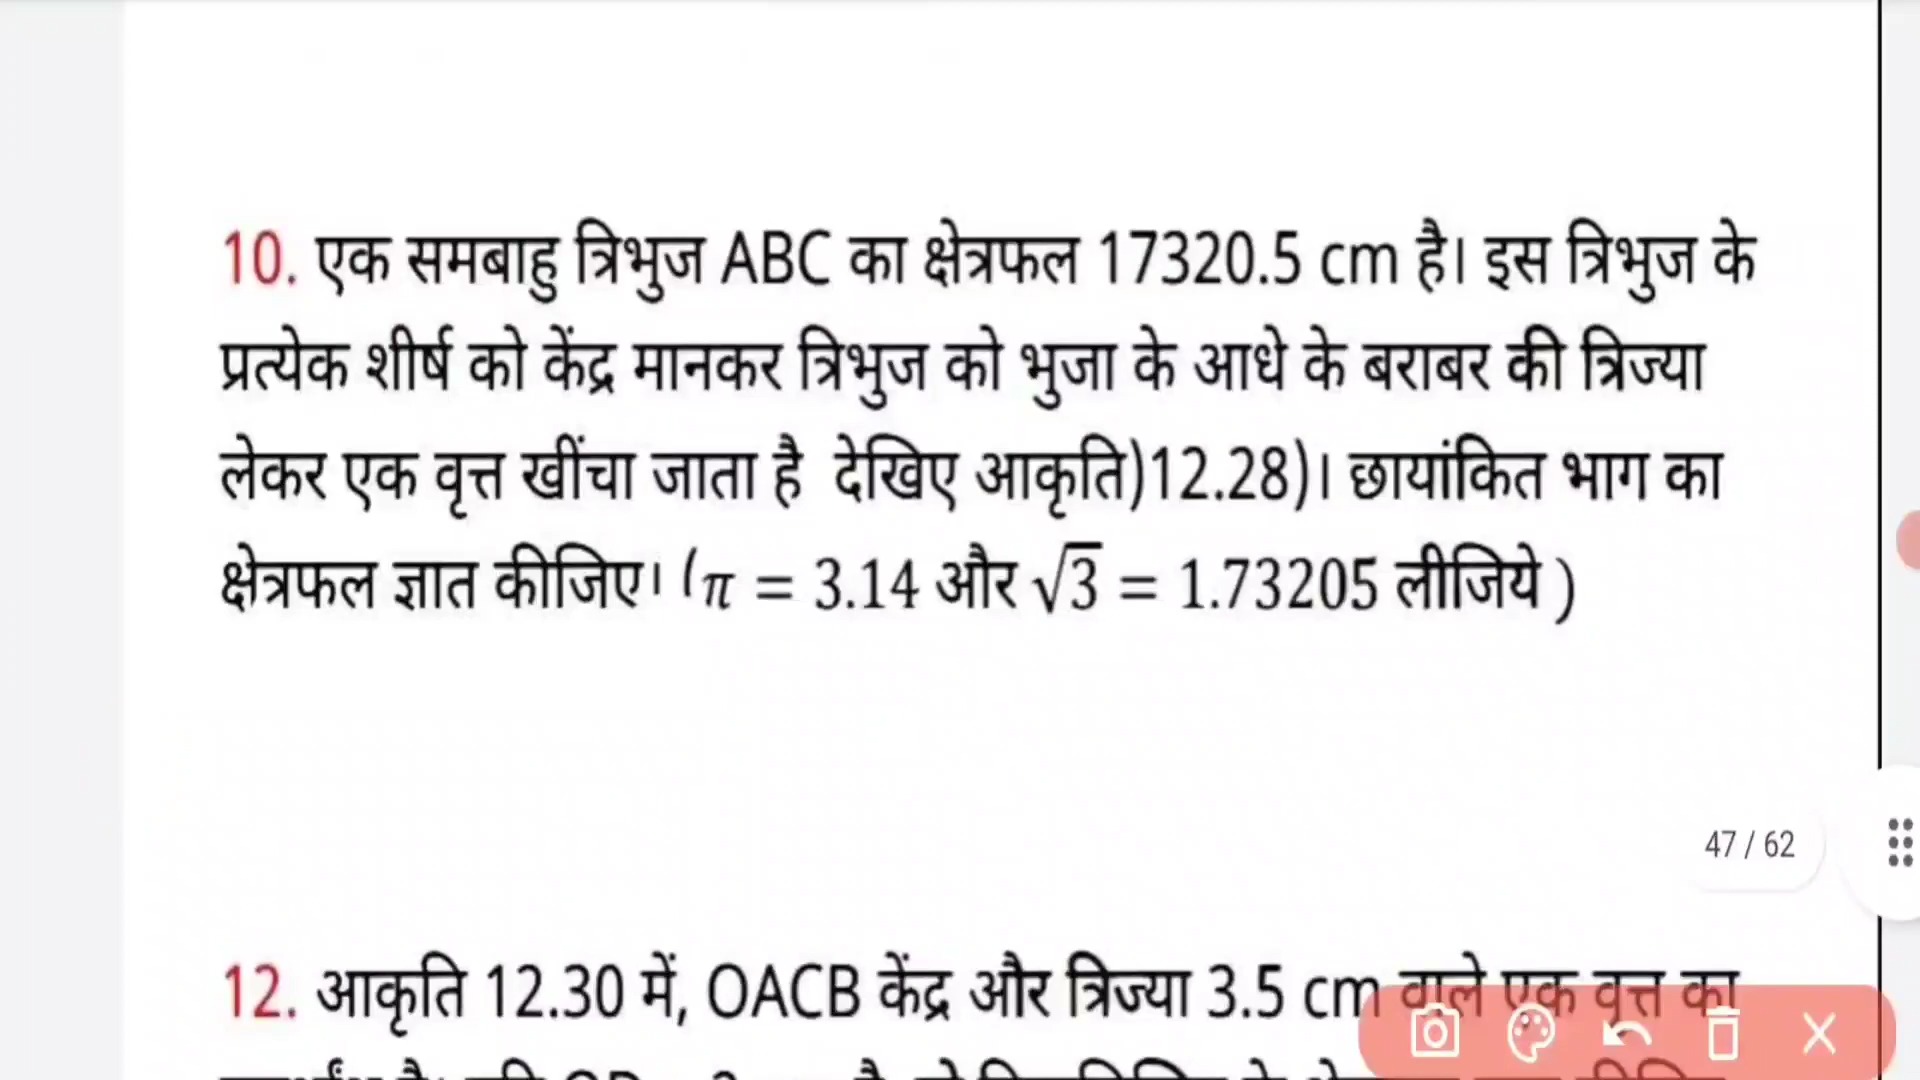 10. एक समबाहु त्रिभुज ABC का क्षेत्रफल 17320.5 cm है। इस त्रिभुज के
प्रत्येक शीर्ष को केंद्र मानकर त्रिभुज को भुजा के आधे के बराबर की त्रिज्या
लेकर एक वृत्त खींचा जाता है देखिए आकृति)12.28)। छायांकित भाग का
क्षेत्रफल ज्ञात कीजिए। (π = 3.14 और √3 = 1.73205 लीजिये )
47 / 62
12. आकृति 12.30 में, OACB केंद्र और त्रिज्या 3.5 cm वाले एक वृत्त का